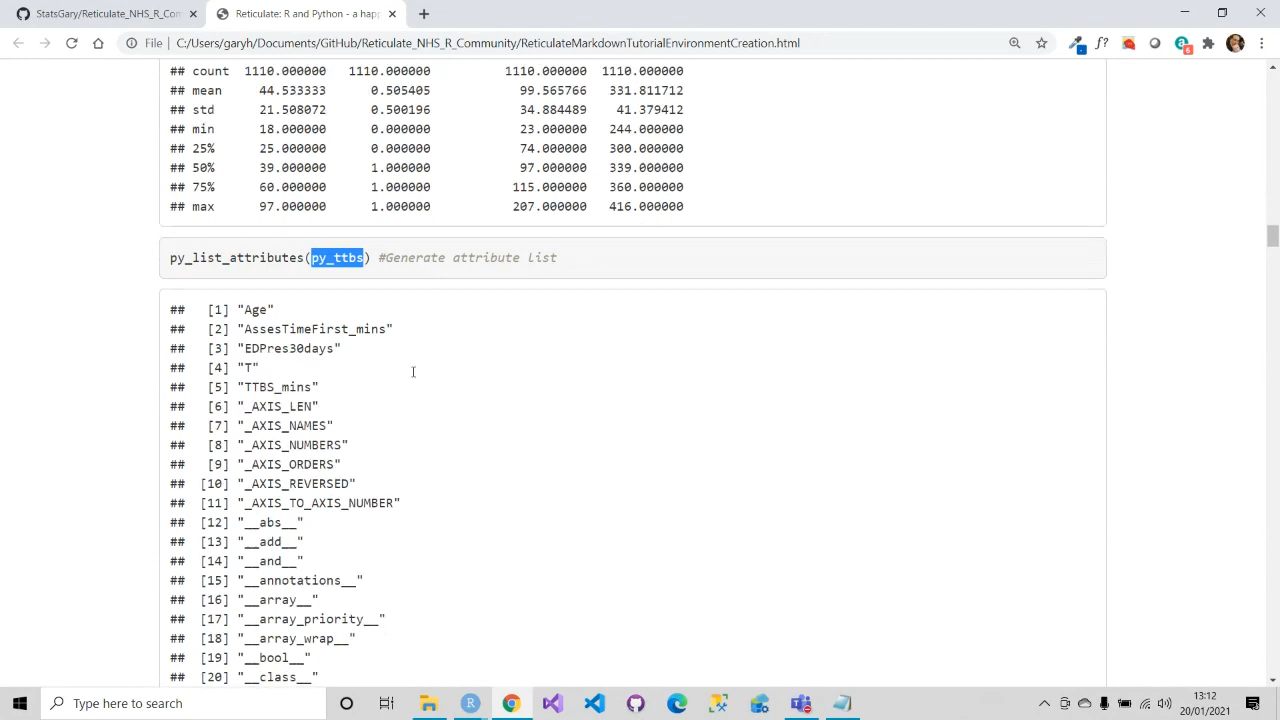 StatsGary/Reticulate_NHS_R_Com
Reticulate: R and Python - a hap
File | C:/Users/garyh/Documents/GitHub/Reticulate_NHS_R_Community/ReticulateMarkdownTutorialEnvironmentCreation.html
f?
6
## count 1110.000000 1110.000000 1110.000000 1110.000000
## mean 44.533333 0.505405 99.565766 331.811712
## std 21.508072 0.500196 34.884489 41.379412
## min 18.000000 0.000000 23.000000 244.000000
## 25% 25.000000 0.000000 74.000000 300.000000
## 50% 39.000000 1.000000 97.000000 339.000000
## 75% 60.000000 1.000000 115.000000 360.000000
## max 97.000000 1.000000 207.000000 416.000000
py_list_attributes(py_ttbs) #Generate attribute list
## [1] "Age"
## [2] "AssesTimeFirst_mins"
## [3] "EDPres30days"
## [4] "T"
## [5] "TTBS_mins"
## [6] "_AXIS_LEN"
## [7] "_AXIS_NAMES"
## [8] "_AXIS_NUMBERS"
## [9] "_AXIS_ORDERS"
## [10] "_AXIS_REVERSED"
## [11] "_AXIS_TO_AXIS_NUMBER"
## [12] "__abs__"
## [13] "__add__"
## [14] "__and__"
## [15] "__annotations__"
## [16] "__array__"
## [17] "__array_priority__"
## [18] "__array_wrap__"
## [19] "__bool__"
## [20] "__class__"
Type here to search
R
13:12
20/01/2021